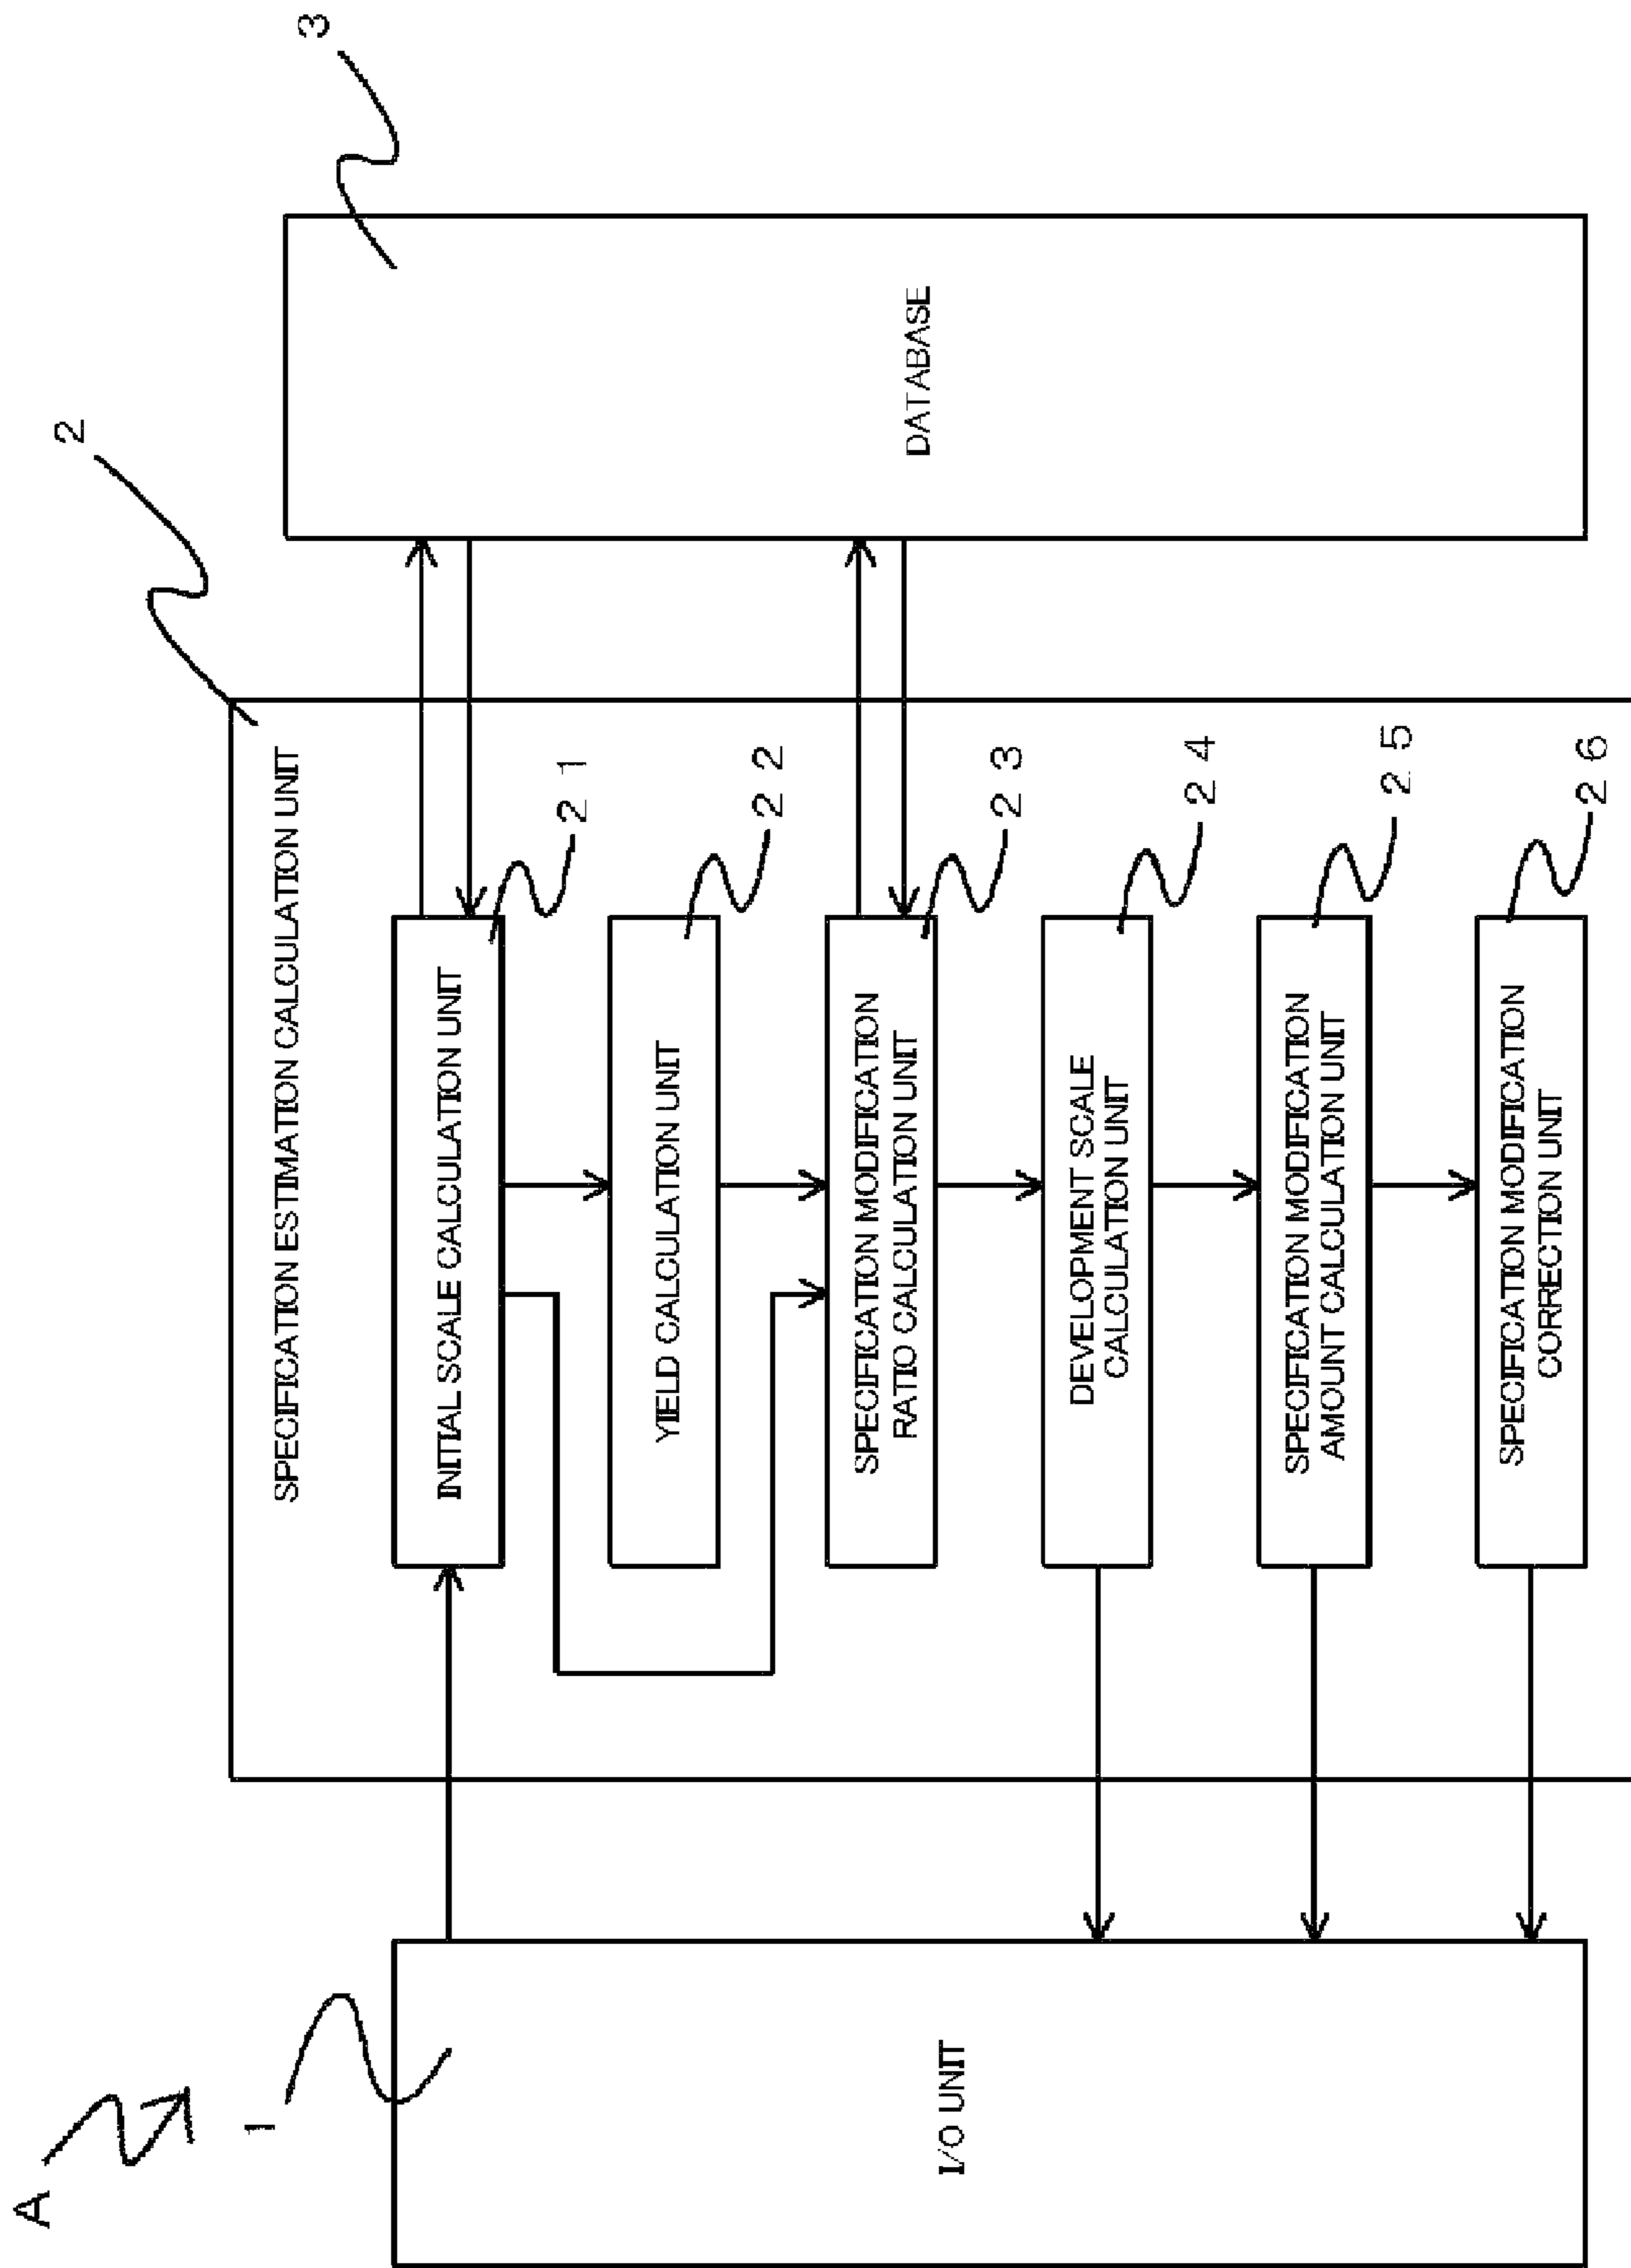 A
1
I/O UNIT
2
SPECIFICATION ESTIMATION CALCULATION UNIT
INITIAL SCALE CALCULATION UNIT
21
YIELD CALCULATION UNIT
22
SPECIFICATION MODIFICATION
RATIO CALCULATION UNIT
23
DEVELOPMENT SCALE
CALCULATION UNIT
24
SPECIFICATION MODIFICATION
AMOUNT CALCULATION UNIT
25
SPECIFICATION MODIFICATION
CORRECTION UNIT
26
3
DATABASE